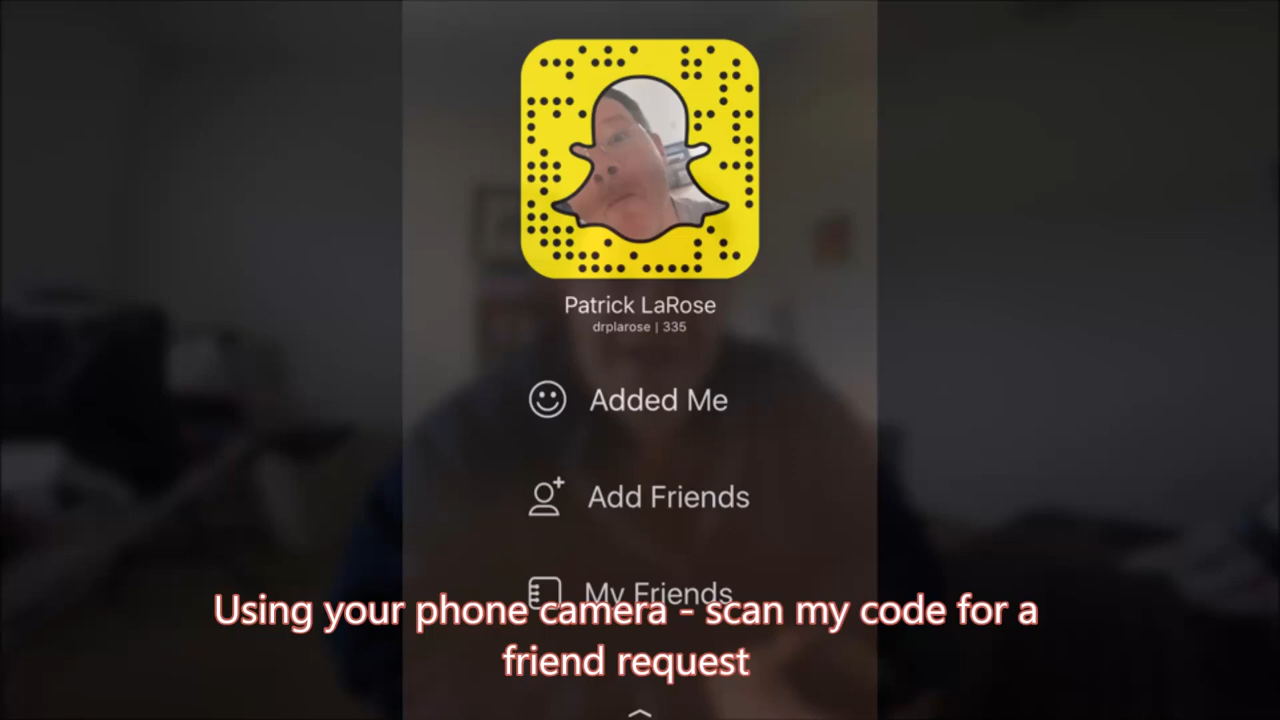 Patrick LaRose
drplarose | 335
Added Me
Add Friends
My Friends
Using your phone camera - scan my code for a
friend request